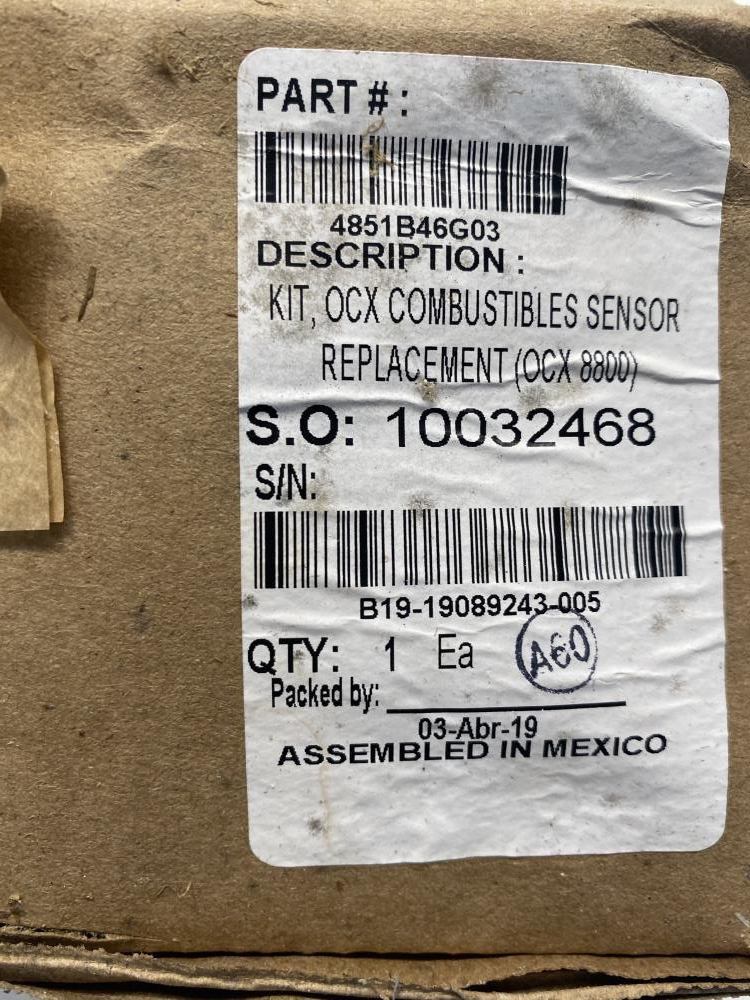 PART # :
4851B46G03
DESCRIPTION :
KIT, OCX COMBUSTIBLES SENSOR
REPLACEMENT (OCX 8800)
S.O: 10032468
S/N:
B19-19089243-005
QTY: 1 Ea
Packed by:
03-Abr-19
ASSEMBLED IN MEXICO